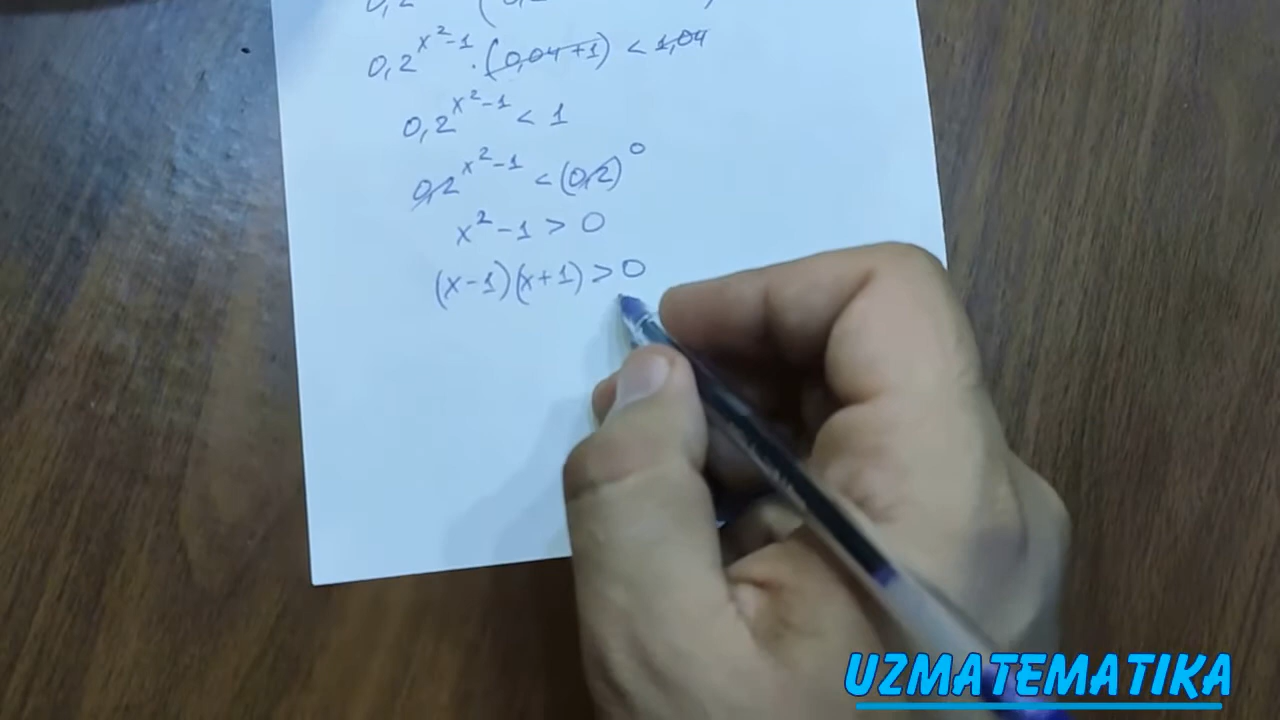 0,2^(x²-1) · (0,04+1) < 1,04
0,2^(x²-1) < 1
0,2^(x²-1) < (0,2)^0
x² - 1 > 0
(x-1)(x+1) > 0
UZMATEMATIKA